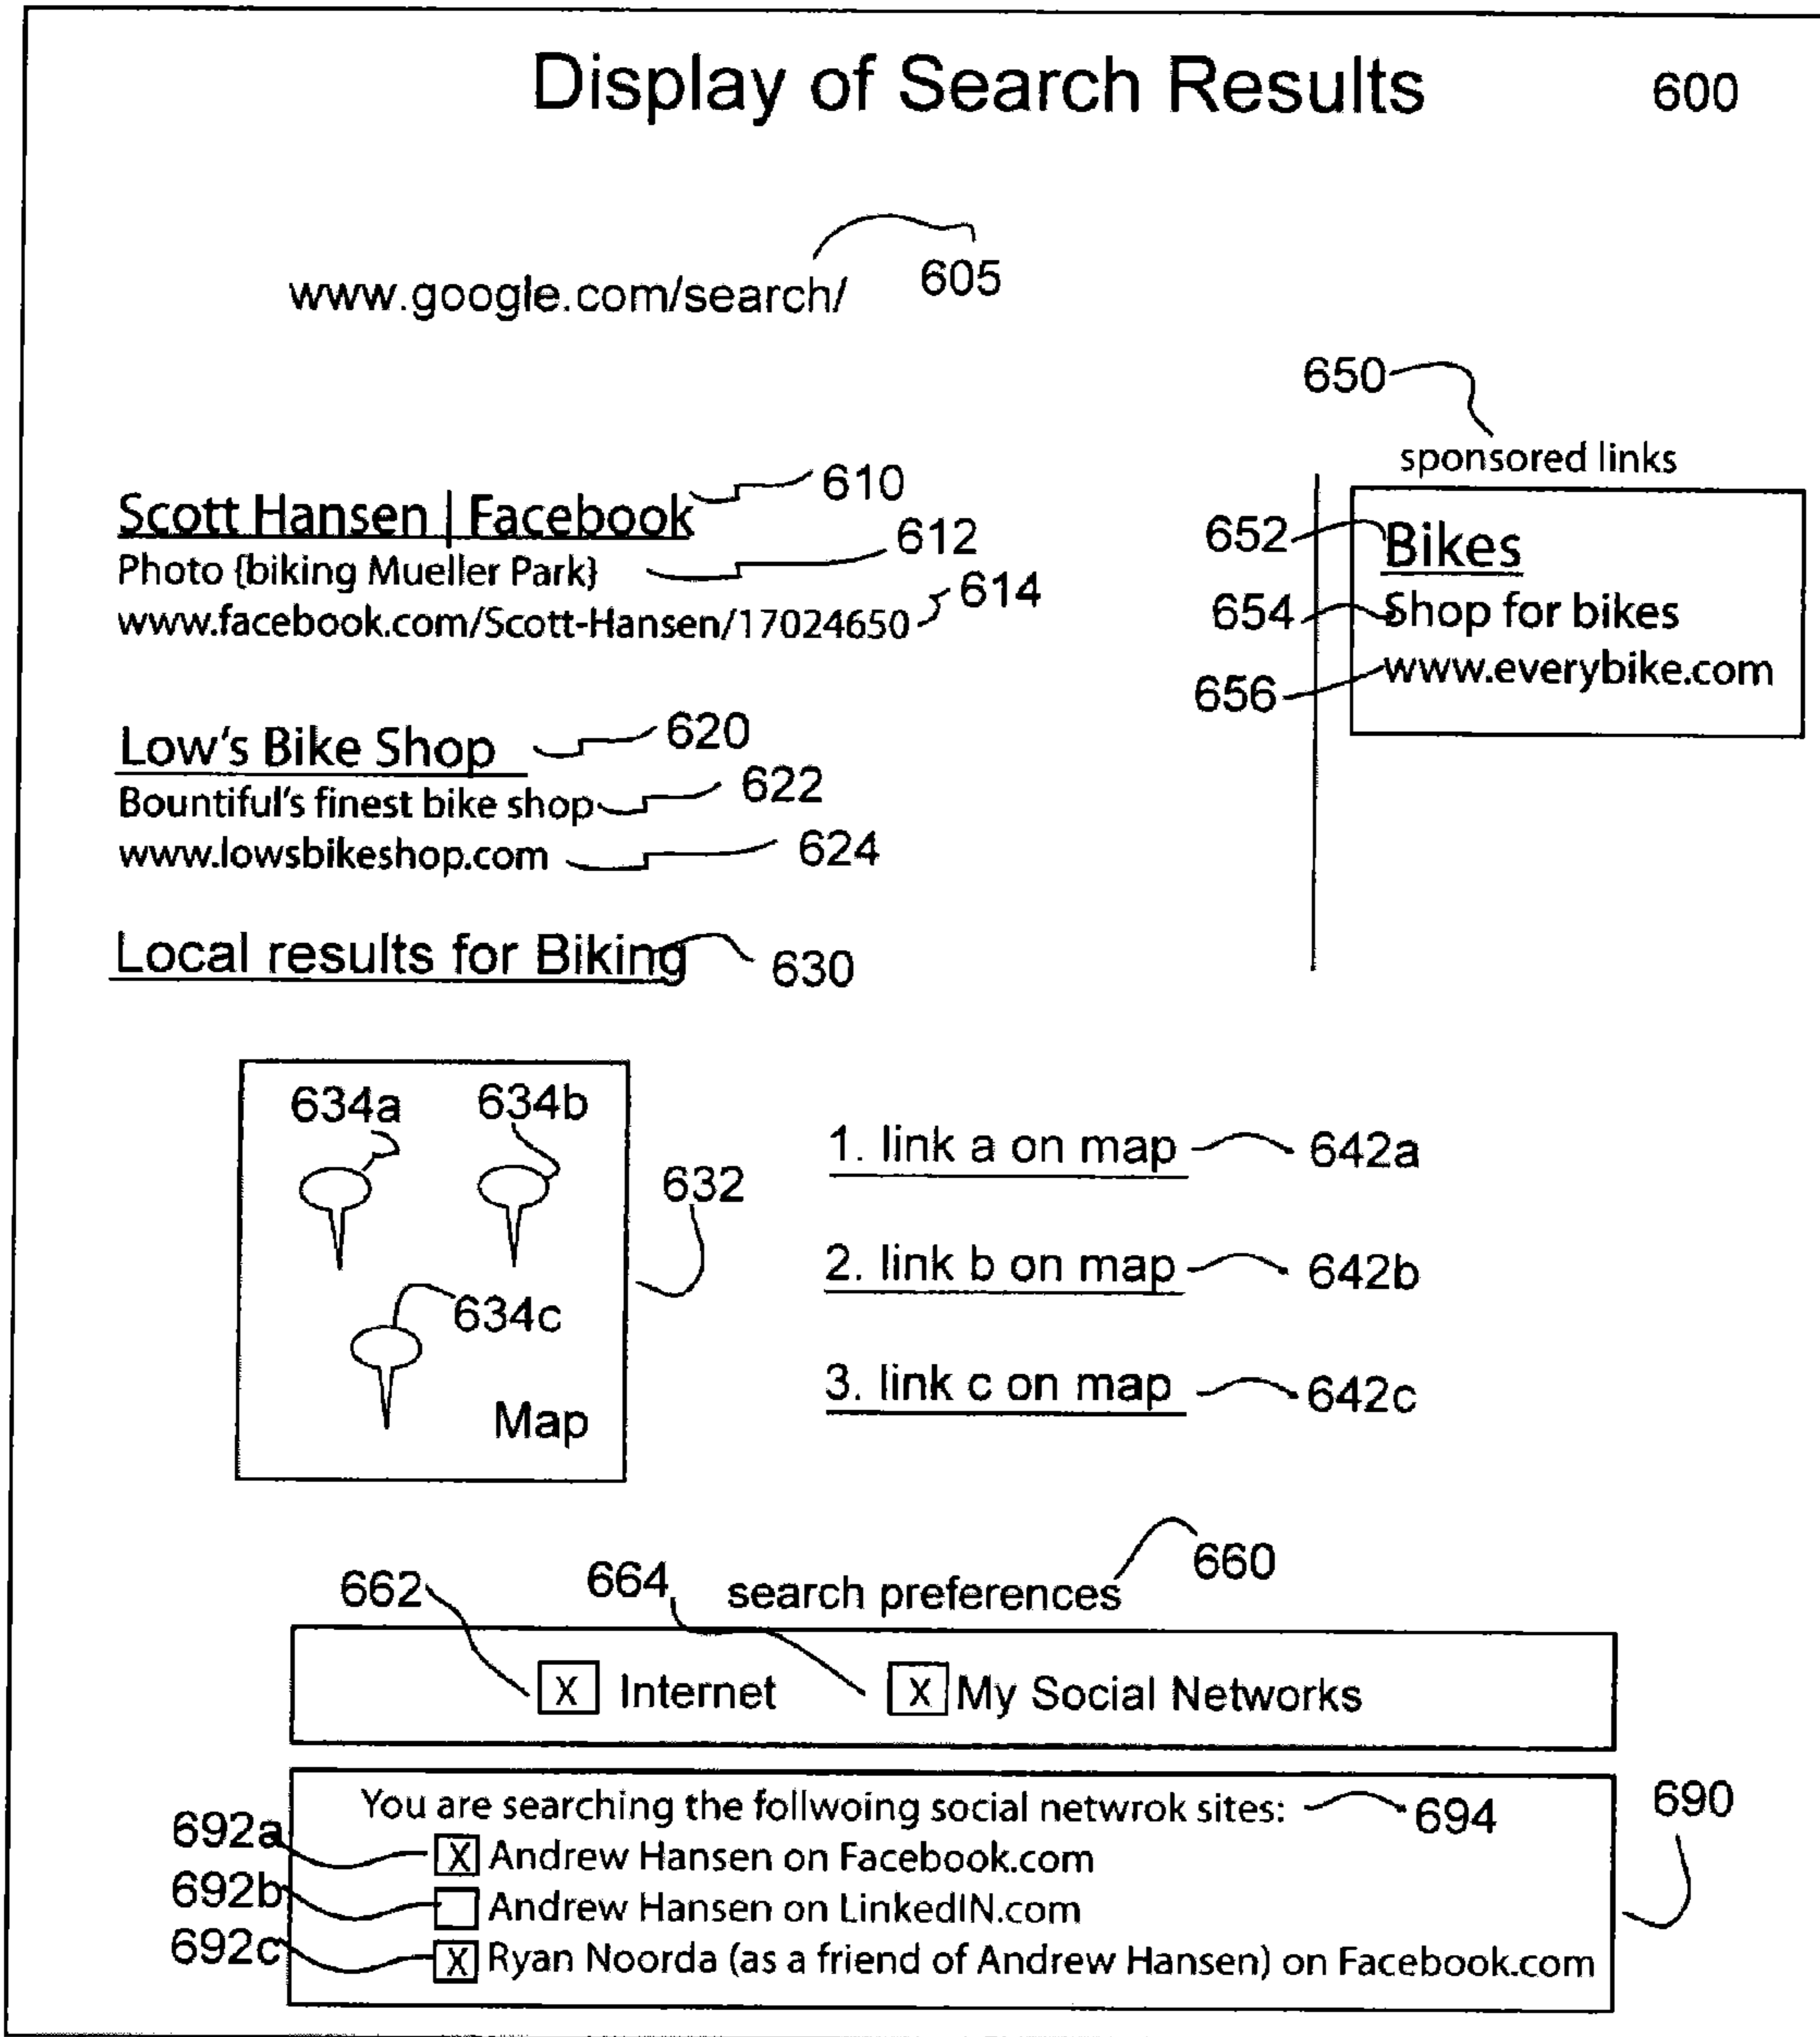 Display of Search Results 600
605
www.google.com/search/
650
sponsored links
610
Scott Hansen | Facebook
612
Photo {biking Mueller Park}
614
www.facebook.com/Scott-Hansen/17024650
652
Bikes
654
Shop for bikes
656
www.everybike.com
Low's Bike Shop 620
Bountiful's finest bike shop 622
www.lowsbikeshop.com 624
Local results for Biking 630
634a 634b
632
634c
Map
1. link a on map 642a
2. link b on map 642b
3. link c on map 642c
660
662 664 search preferences
X Internet X My Social Networks
You are searching the follwoing social netwrok sites: 694
690
692a X Andrew Hansen on Facebook.com
692b Andrew Hansen on LinkedIN.com
692c X Ryan Noorda (as a friend of Andrew Hansen) on Facebook.com